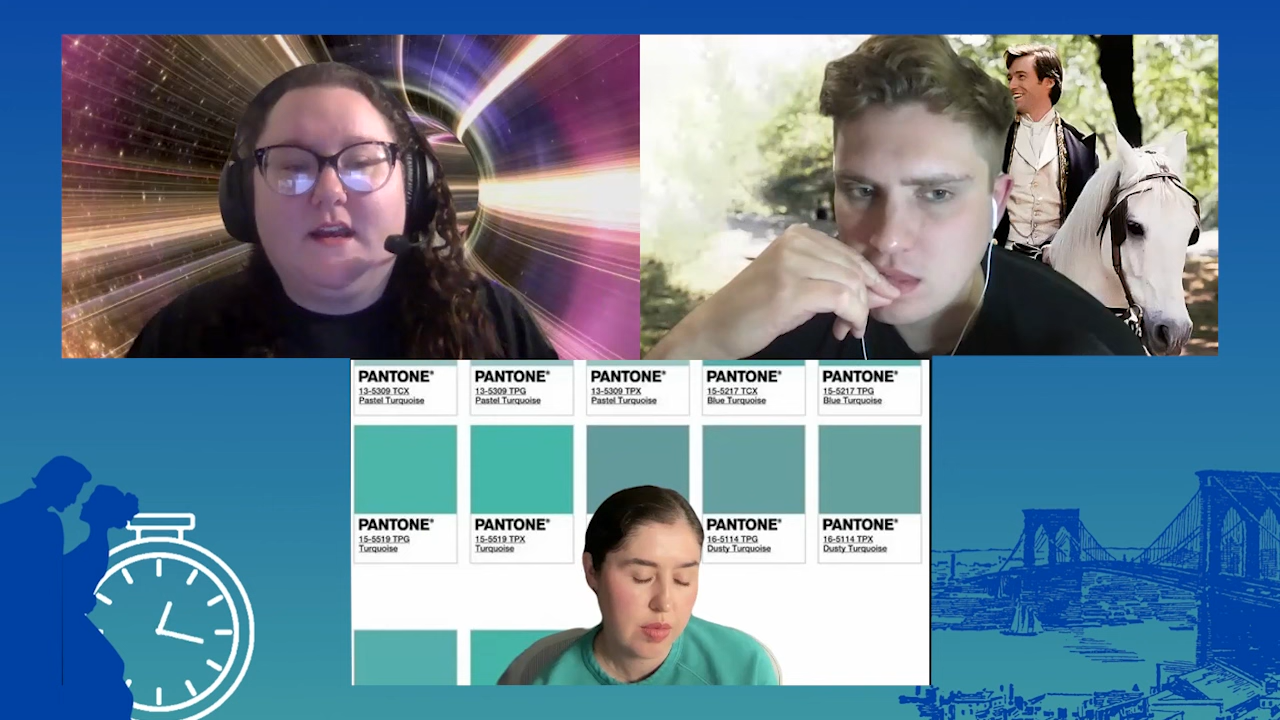 PANTONE®
13-5309 TCX
Pastel Turquoise
PANTONE®
13-5309 TPG
Pastel Turquoise
PANTONE®
13-5309 TPX
Pastel Turquoise
PANTONE®
15-5217 TCX
Blue Turquoise
PANTONE®
15-5217 TPG
Blue Turquoise
PANTONE®
15-5519 TPG
Turquoise
PANTONE®
15-5519 TPX
Turquoise
PANTONE®
16-5114 TPG
Dusty Turquoise
PANTONE®
16-5114 TPX
Dusty Turquoise